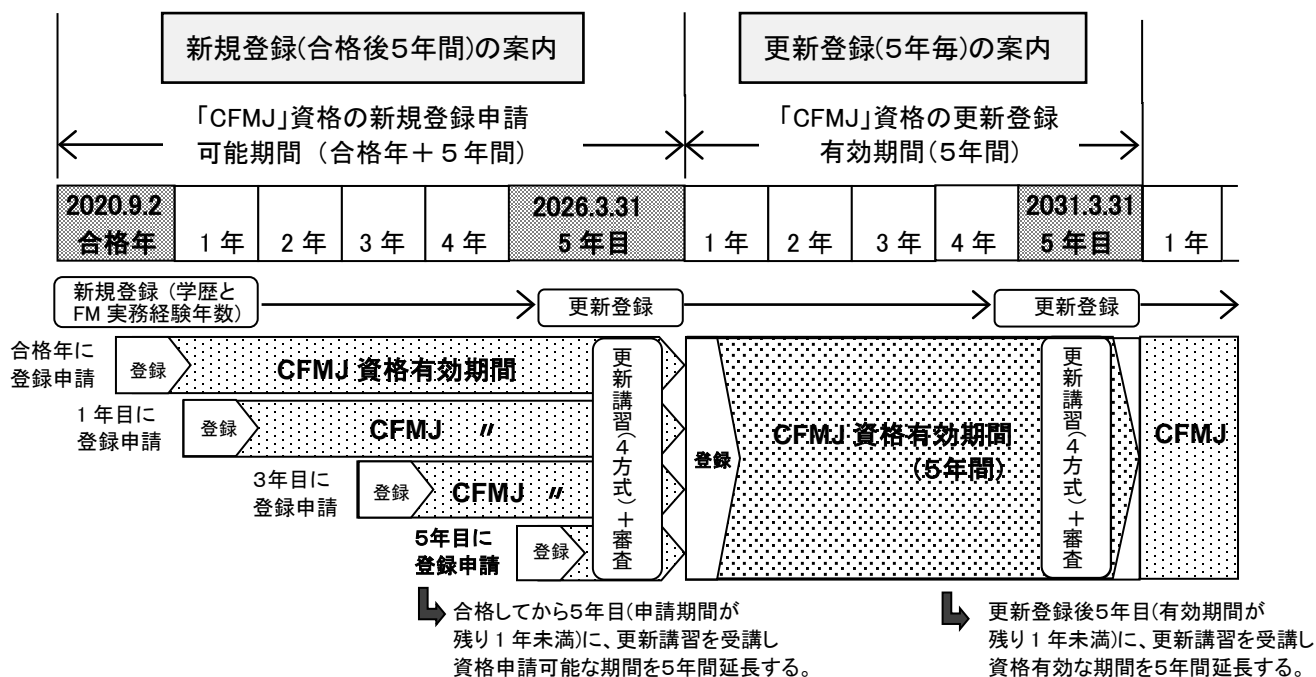 新規登録(合格後5年間)の案内
更新登録(5年毎)の案内
「CFMJ」資格の新規登録申請
可能期間 (合格年+5年間)
「CFMJ」資格の更新登録
有効期間(5年間)
2020.9.2
合格年
1年
2年
3年
4年
2026.3.31
5年目
1年
2年
3年
4年
2031.3.31
5年目
1年
新規登録 (学歴と
FM 実務経験年数)
更新登録
更新登録
合格年に
登録申請
登録
CFMJ 資格有効期間
1年目に
登録申請
登録
CFMJ 〃
3年目に
登録申請
登録
CFMJ 〃
5年目に
登録申請
登録
更新講習(4方式)+審査
登録
CFMJ 資格有効期間
(5年間)
更新講習(4方式)+審査
CFMJ
合格してから5年目(申請期間が
残り1年未満)に、更新講習を受講し
資格申請可能な期間を5年間延長する。
更新登録後5年目(有効期間が
残り1年未満)に、更新講習を受講し
資格有効な期間を5年間延長する。